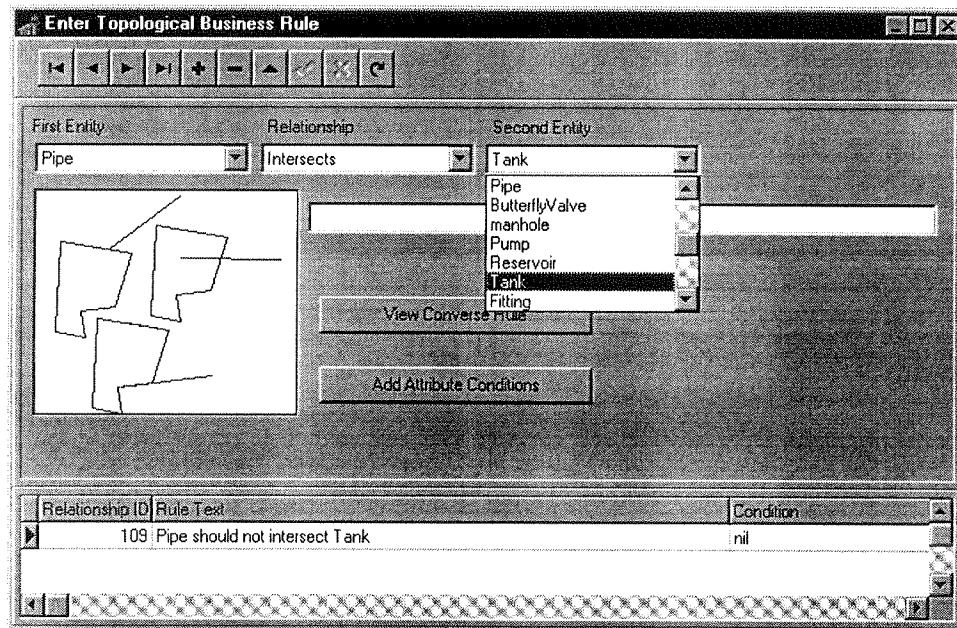 Enter Topological Business Rule
First Entity Relationship Second Entity
Pipe Intersects Tank
Pipe
ButterflyValve
manhole
Pump
Reservoir
Tank
Fitting
View Converse Rule
Add Attribute Conditions
Relationship ID Rule Text Condition
109 Pipe should not intersect Tank nil